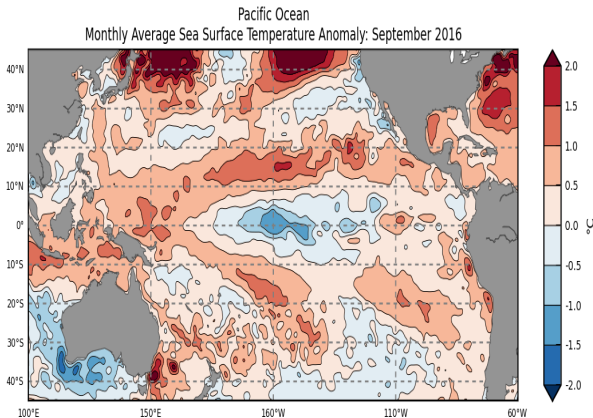 Pacific Ocean
Monthly Average Sea Surface Temperature Anomaly: September 2016
40°N
30°N
20°N
10°N
0°
10°S
20°S
30°S
40°S
100°E 150°E 160°W 110°W 60°W
2.0
1.5
1.0
0.5
0.0
-0.5
-1.0
-1.5
-2.0
°C